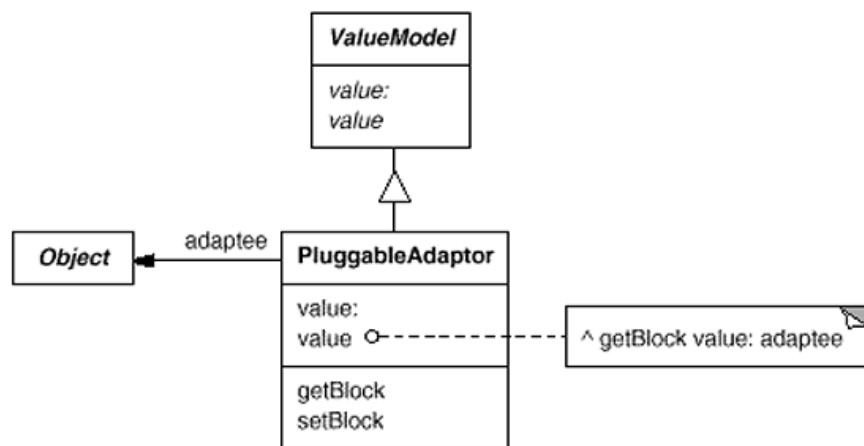 ValueModel
value:
value
adaptee
Object
PluggableAdaptor
value:
value
^ getBlock value: adaptee
getBlock
setBlock